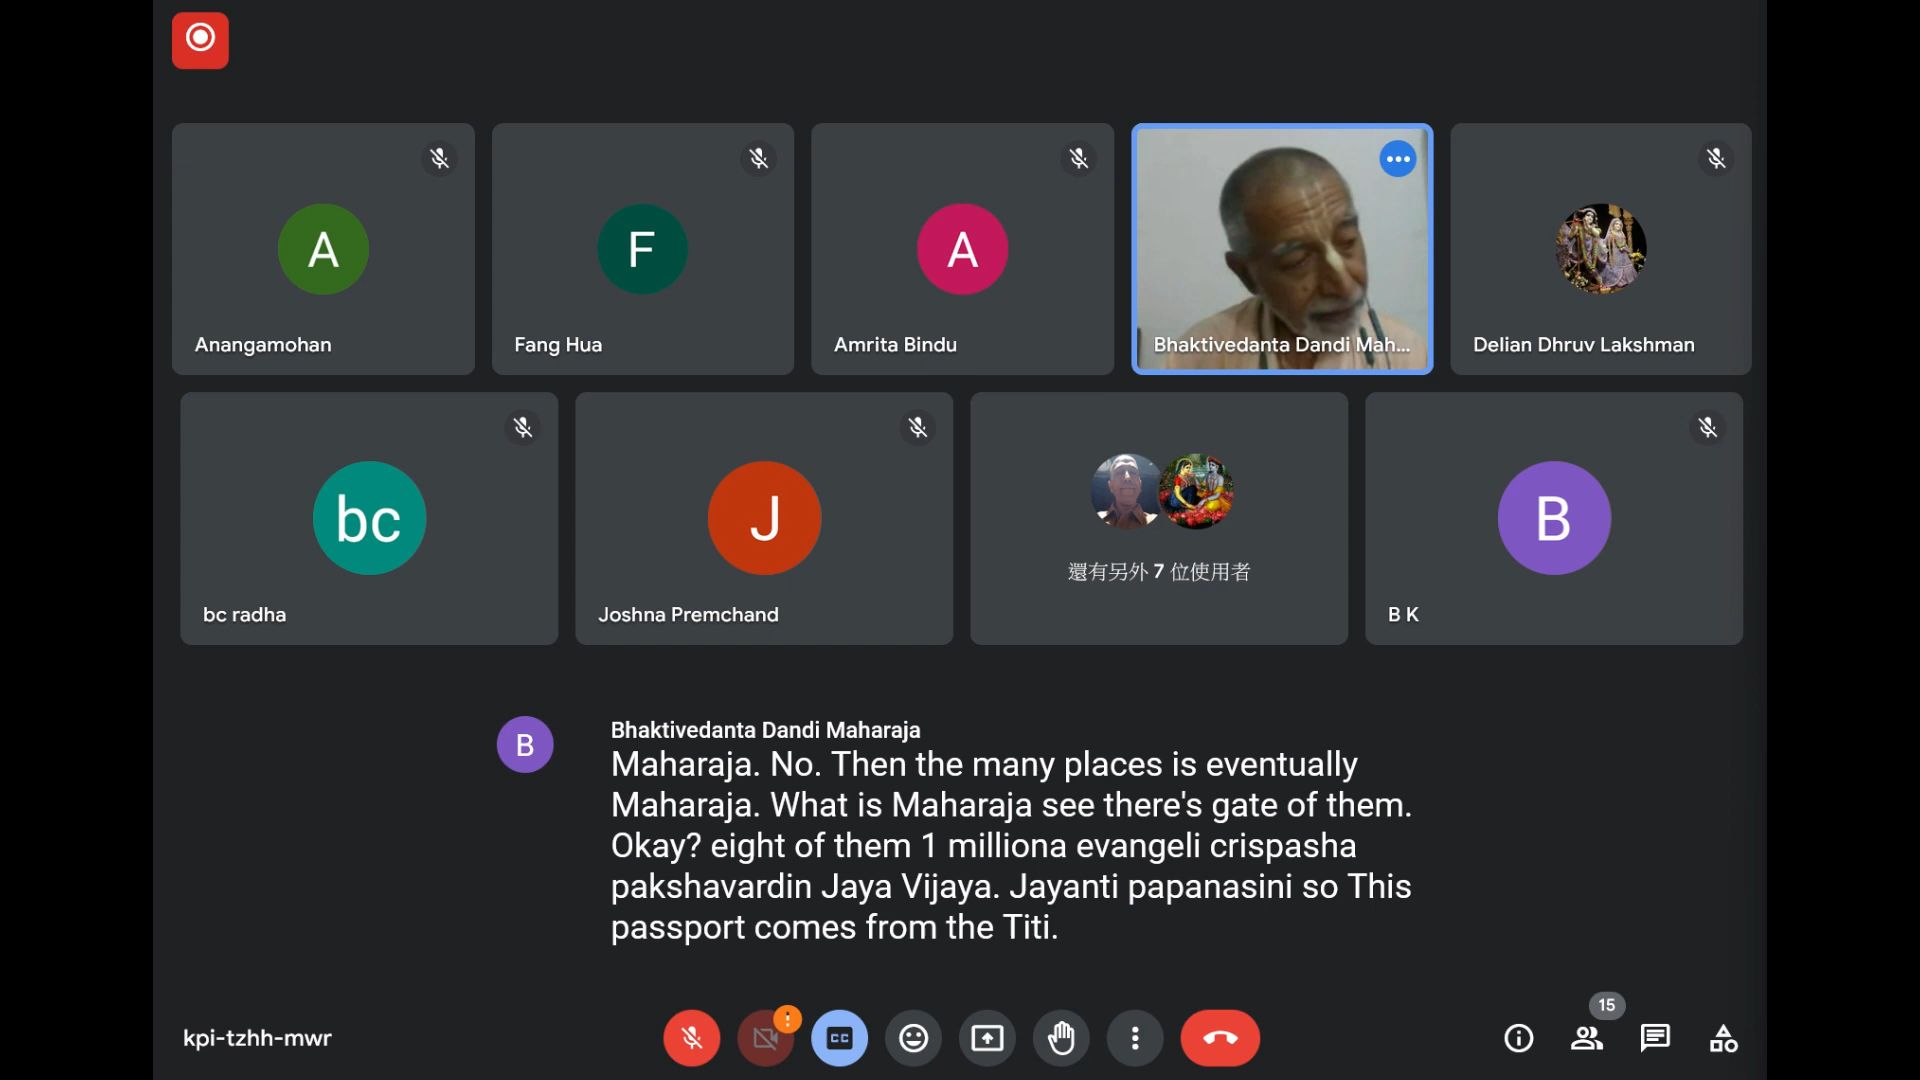 A
Anangamohan
F
Fang Hua
A
Amrita Bindu
Bhaktivedanta Dandi Mah...
Delian Dhruv Lakshman
bc
bc radha
J
Joshna Premchand
還有另外 7 位使用者
B
B K
B
Bhaktivedanta Dandi Maharaja
Maharaja. No. Then the many places is eventually
Maharaja. What is Maharaja see there's gate of them.
Okay? eight of them 1 milliona evangeli crispasha
pakshavardin Jaya Vijaya. Jayanti papanasini so This
passport comes from the Titi.
kpi-tzhh-mwr
CC
15